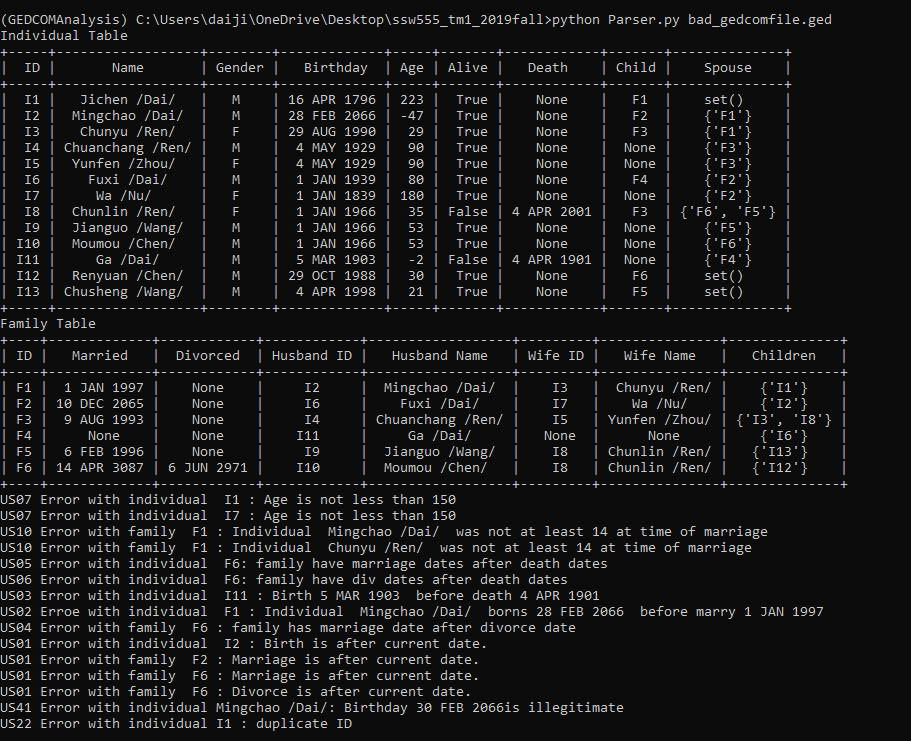 (GEDCOMAnalysis) C:\Users\daiji\OneDrive\Desktop\ssw555_tm1_2019fall>python Parser.py bad_gedcomfile.ged
Individual Table
+-----+--------------------+--------+-------------+-----+-------+------------+-------+--------------+
|  ID |        Name        | Gender |   Birthday  | Age | Alive |   Death    | Child |    Spouse    |
+-----+--------------------+--------+-------------+-----+-------+------------+-------+--------------+
|  I1 |    Jichen /Dai/    |   M    | 16 APR 1796 | 223 |  True |    None    |   F1  |    set()     |
|  I2 |   Mingchao /Dai/   |   M    | 28 FEB 2066 | -47 |  True |    None    |   F2  |    {'F1'}    |
|  I3 |    Chunyu /Ren/    |   F    | 29 AUG 1990 |  29 |  True |    None    |   F3  |    {'F1'}    |
|  I4 |  Chuanchang /Ren/  |   M    |  4 MAY 1929 |  90 |  True |    None    |  None |    {'F3'}    |
|  I5 |   Yunfen /Zhou/    |   F    |  4 MAY 1929 |  90 |  True |    None    |  None |    {'F3'}    |
|  I6 |     Fuxi /Dai/     |   M    |  1 JAN 1939 |  80 |  True |    None    |   F4  |    {'F2'}    |
|  I7 |      Wa /Nu/       |   F    |  1 JAN 1839 | 180 |  True |    None    |  None |    {'F2'}    |
|  I8 |   Chunlin /Ren/    |   F    |  1 JAN 1966 |  35 | False | 4 APR 2001 |   F3  | {'F6', 'F5'} |
|  I9 |   Jianguo /Wang/   |   M    |  1 JAN 1966 |  53 |  True |    None    |  None |    {'F5'}    |
| I10 |   Moumou /Chen/    |   M    |  1 JAN 1966 |  53 |  True |    None    |  None |    {'F6'}    |
| I11 |      Ga /Dai/      |   M    |  5 MAR 1903 |  -2 | False | 4 APR 1901 |  None |    {'F4'}    |
| I12 |   Renyuan /Chen/   |   M    | 29 OCT 1988 |  30 |  True |    None    |   F6  |    set()     |
| I13 |  Chusheng /Wang/   |   M    |  4 APR 1998 |  21 |  True |    None    |   F5  |    set()     |
+-----+--------------------+--------+-------------+-----+-------+------------+-------+--------------+
Family Table
+----+-------------+------------+------------+------------------+---------+---------------+--------------+
| ID |   Married   |  Divorced  | Husband ID |   Husband Name   | Wife ID |   Wife Name   |   Children   |
+----+-------------+------------+------------+------------------+---------+---------------+--------------+
| F1 |  1 JAN 1997 |    None    |     I2     |  Mingchao /Dai/  |    I3   |  Chunyu /Ren/ |    {'I1'}    |
| F2 | 10 DEC 2065 |    None    |     I6     |    Fuxi /Dai/    |    I7   |    Wa /Nu/    |    {'I2'}    |
| F3 |  9 AUG 1993 |    None    |     I4     | Chuanchang /Ren/ |    I5   | Yunfen /Zhou/ | {'I3', 'I8'} |
| F4 |     None    |    None    |    I11     |     Ga /Dai/     |   None  |      None     |    {'I6'}    |
| F5 |  6 FEB 1996 |    None    |     I9     |  Jianguo /Wang/  |    I8   | Chunlin /Ren/ |   {'I13'}    |
| F6 | 14 APR 3087 | 6 JUN 2971 |    I10     |  Moumou /Chen/   |    I8   | Chunlin /Ren/ |   {'I12'}    |
+----+-------------+------------+------------+------------------+---------+---------------+--------------+
US07 Error with individual  I1 : Age is not less than 150
US07 Error with individual  I7 : Age is not less than 150
US10 Error with family  F1 : Individual  Mingchao /Dai/  was not at least 14 at time of marriage
US10 Error with family  F1 : Individual  Chunyu /Ren/  was not at least 14 at time of marriage
US05 Error with individual  F6: family have marriage dates after death dates
US06 Error with individual  F6: family have div dates after death dates
US03 Error with individual  I11 : Birth 5 MAR 1903  before death 4 APR 1901
US02 Erroe with individual  F1 : Individual  Mingchao /Dai/  borns 28 FEB 2066  before marry 1 JAN 1997
US04 Error with family  F6 : family has marriage date after divorce date
US01 Error with individual  I2 : Birth is after current date.
US01 Error with family  F2 : Marriage is after current date.
US01 Error with family  F6 : Marriage is after current date.
US01 Error with family  F6 : Divorce is after current date.
US41 Error with individual Mingchao /Dai/: Birthday 30 FEB 2066is illegitimate
US22 Error with individual I1 : duplicate ID